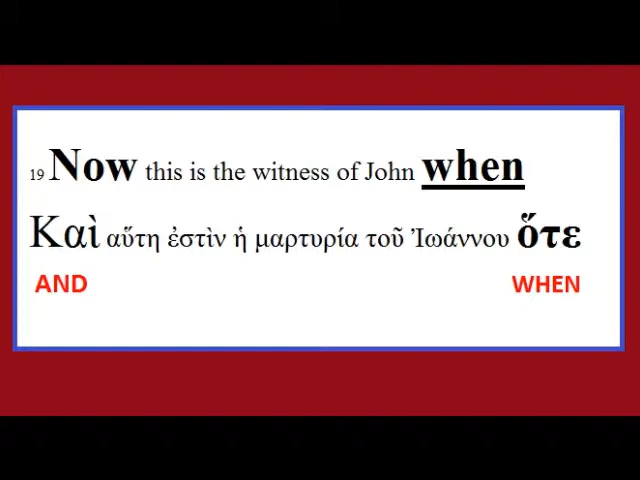 19 Now this is the witness of John when
Καὶ αὕτη ἐστὶν ἡ μαρτυρία τοῦ Ἰωάννου ὅτε
AND WHEN